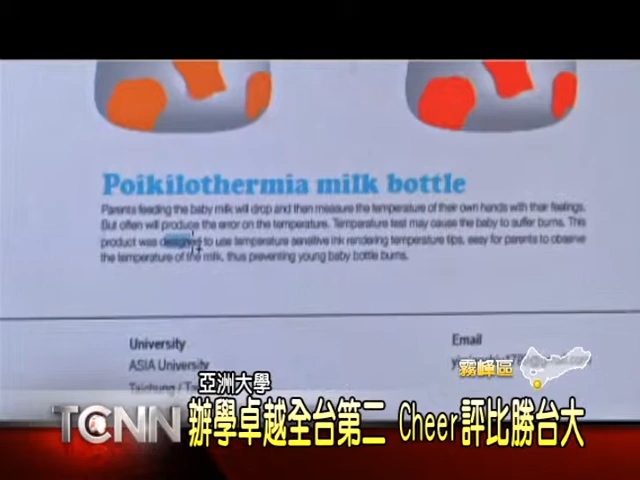 Poikilothermia milk bottle
Parents feeding the baby milk will drop and then measure the temperature of their own hands with their feelings.
But often will produce the error on the temperature. Temperature test may cause the baby to suffer burns. This
product was designed to use temperature sensitive ink rendering temperature tips, easy for parents to observe
the temperature of the milk, thus preventing young baby bottle burns.
University
Email
ASIA University
Taichung
霧峰區
亞洲大學
TCNN 辦學卓越全台第二 Cheer評比勝台大